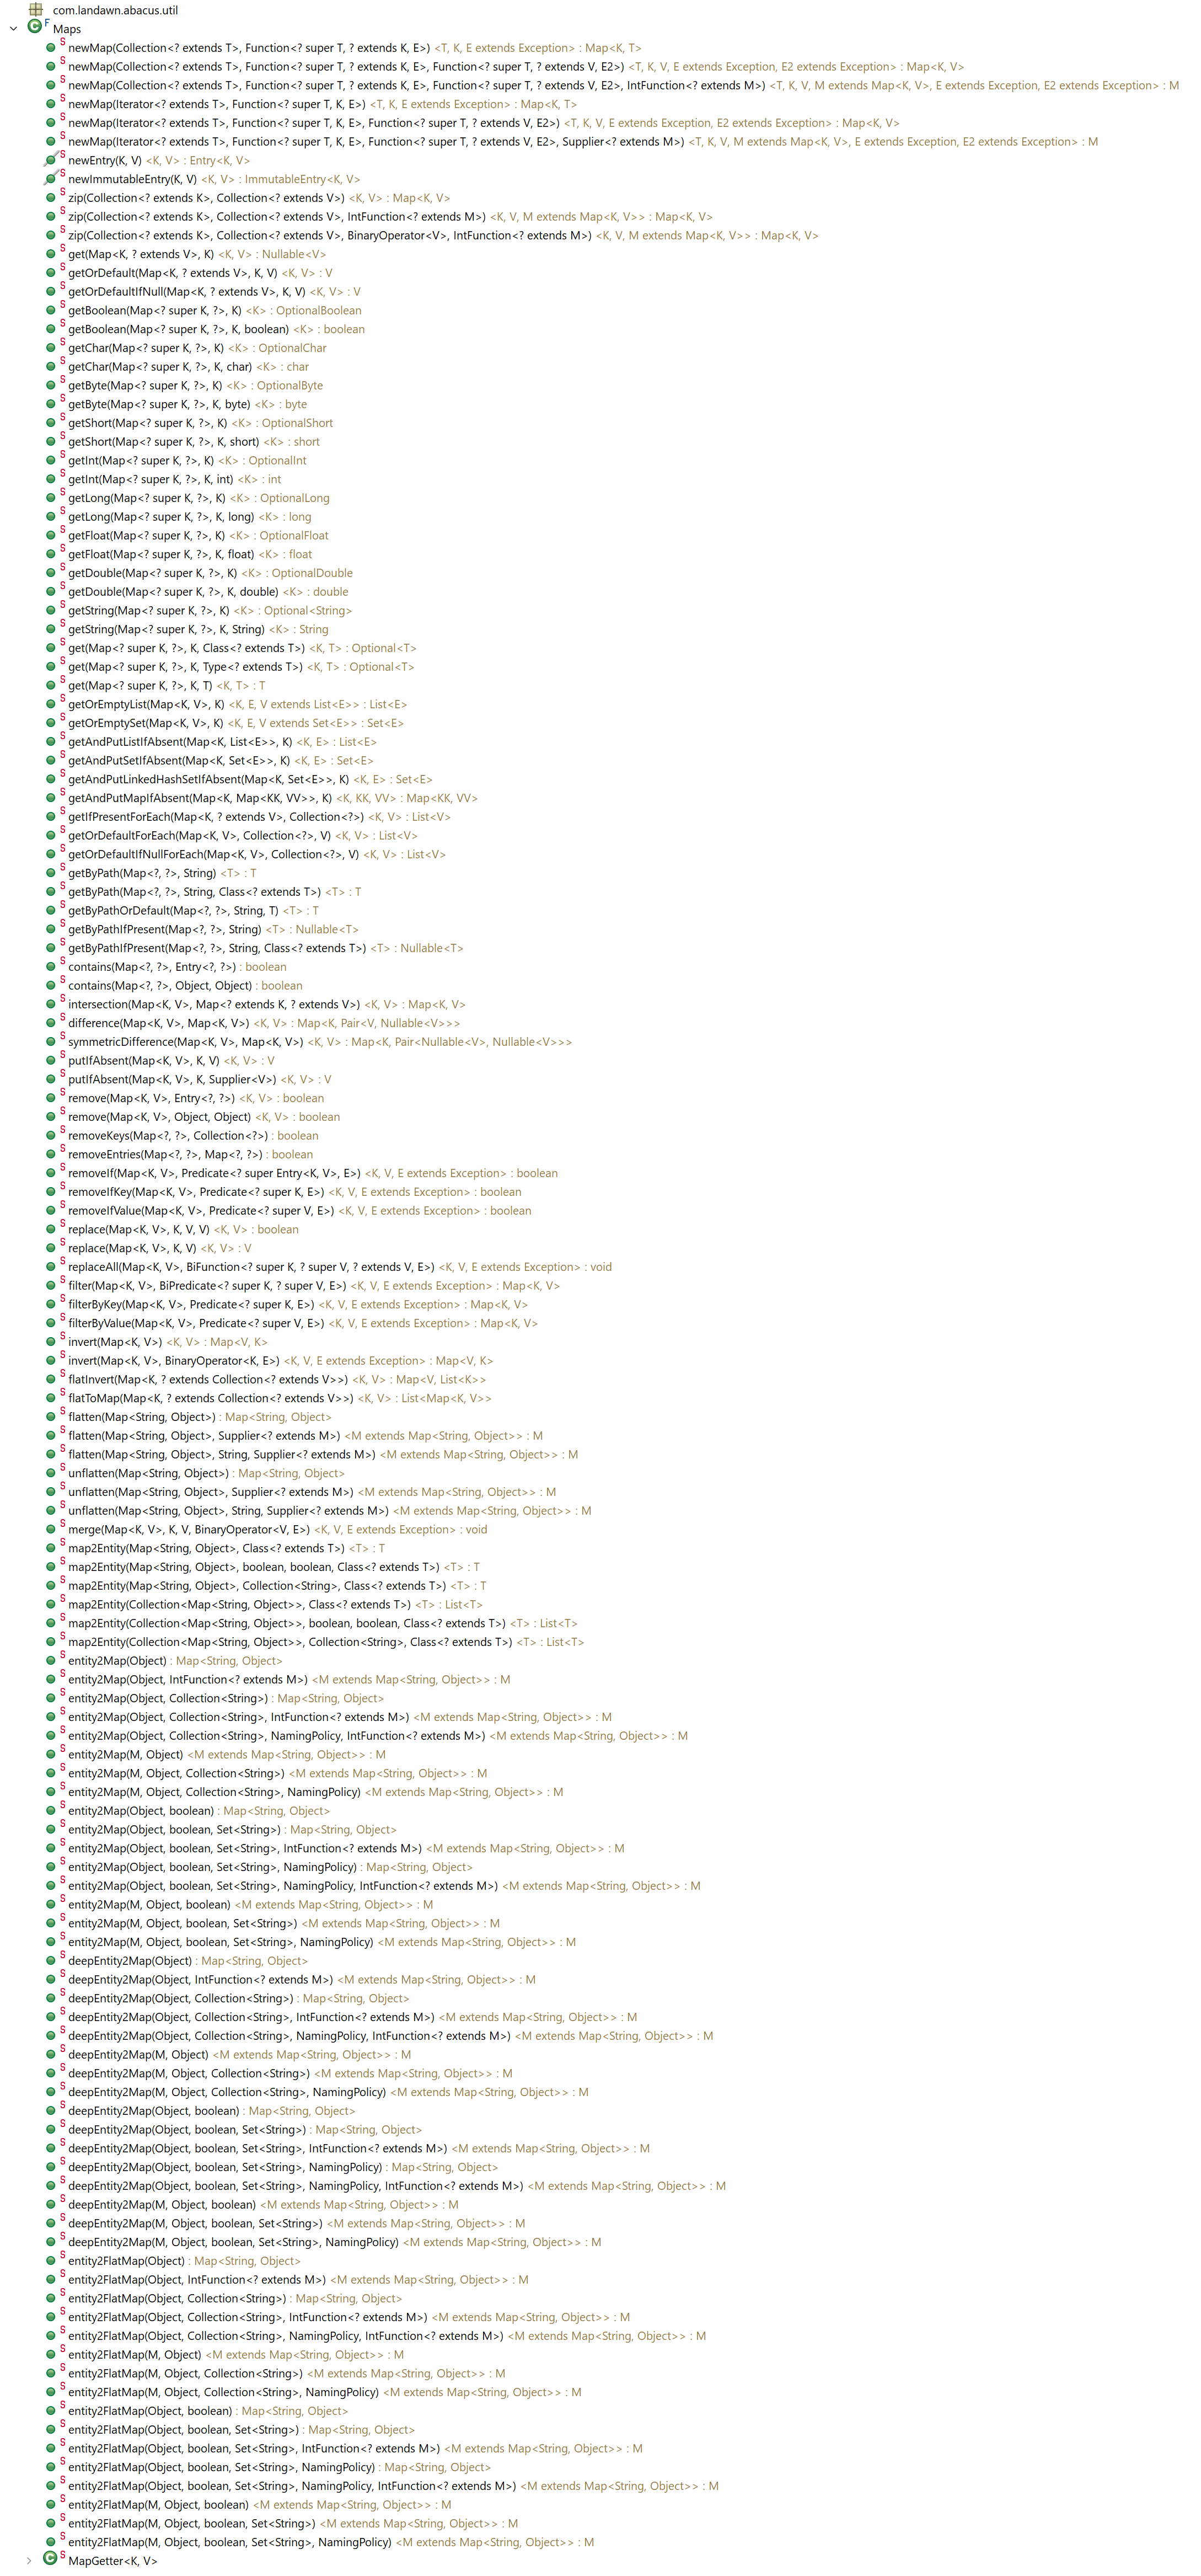 com.landawn.abacus.util
F
Maps
newMap(Collection<? extends T>, Function<? super T, ? extends K, E>) <T, K, E extends Exception> : Map<K, T>
newMap(Collection<? extends T>, Function<? super T, ? extends K, E>, Function<? super T, ? extends V, E2>) <T, K, V, E extends Exception, E2 extends Exception> : Map<K, V>
newMap(Collection<? extends T>, Function<? super T, ? extends K, E>, Function<? super T, ? extends V, E2>, IntFunction<? extends M>) <T, K, V, M extends Map<K, V>, E extends Exception, E2 extends Exception> : M
newMap(Iterator<? extends T>, Function<? super T, K, E>) <T, K, E extends Exception> : Map<K, T>
newMap(Iterator<? extends T>, Function<? super T, K, E>, Function<? super T, ? extends V, E2>) <T, K, V, E extends Exception, E2 extends Exception> : Map<K, V>
newMap(Iterator<? extends T>, Function<? super T, K, E>, Function<? super T, ? extends V, E2>, Supplier<? extends M>) <T, K, V, M extends Map<K, V>, E extends Exception, E2 extends Exception> : M
newEntry(K, V) <K, V> : Entry<K, V>
newImmutableEntry(K, V) <K, V> : ImmutableEntry<K, V>
zip(Collection<? extends K>, Collection<? extends V>) <K, V> : Map<K, V>
zip(Collection<? extends K>, Collection<? extends V>, IntFunction<? extends M>) <K, V, M extends Map<K, V>> : Map<K, V>
zip(Collection<? extends K>, Collection<? extends V>, BinaryOperator<V>, IntFunction<? extends M>) <K, V, M extends Map<K, V>> : Map<K, V>
get(Map<K, ? extends V>, K) <K, V> : Nullable<V>
getOrDefault(Map<K, ? extends V>, K, V) <K, V> : V
getOrDefaultIfNull(Map<K, ? extends V>, K, V) <K, V> : V
getBoolean(Map<? super K, ?>, K) <K> : OptionalBoolean
getBoolean(Map<? super K, ?>, K, boolean) <K> : boolean
getChar(Map<? super K, ?>, K) <K> : OptionalChar
getChar(Map<? super K, ?>, K, char) <K> : char
getByte(Map<? super K, ?>, K) <K> : OptionalByte
getByte(Map<? super K, ?>, K, byte) <K> : byte
getShort(Map<? super K, ?>, K) <K> : OptionalShort
getShort(Map<? super K, ?>, K, short) <K> : short
getInt(Map<? super K, ?>, K) <K> : OptionalInt
getInt(Map<? super K, ?>, K, int) <K> : int
getLong(Map<? super K, ?>, K) <K> : OptionalLong
getLong(Map<? super K, ?>, K, long) <K> : long
getFloat(Map<? super K, ?>, K) <K> : OptionalFloat
getFloat(Map<? super K, ?>, K, float) <K> : float
getDouble(Map<? super K, ?>, K) <K> : OptionalDouble
getDouble(Map<? super K, ?>, K, double) <K> : double
getString(Map<? super K, ?>, K) <K> : Optional<String>
getString(Map<? super K, ?>, K, String) <K> : String
get(Map<? super K, ?>, K, Class<? extends T>) <K, T> : Optional<T>
get(Map<? super K, ?>, K, Type<? extends T>) <K, T> : Optional<T>
get(Map<? super K, ?>, K, T) <K, T> : T
getOrEmptyList(Map<K, V>, K) <K, E, V extends List<E>> : List<E>
getOrEmptySet(Map<K, V>, K) <K, E, V extends Set<E>> : Set<E>
getAndPutListIfAbsent(Map<K, List<E>>, K) <K, E> : List<E>
getAndPutSetIfAbsent(Map<K, Set<E>>, K) <K, E> : Set<E>
getAndPutLinkedHashSetIfAbsent(Map<K, Set<E>>, K) <K, E> : Set<E>
getAndPutMapIfAbsent(Map<K, Map<KK, VV>>, K) <K, KK, VV> : Map<KK, VV>
getIfPresentForEach(Map<K, ? extends V>, Collection<?>) <K, V> : List<V>
getOrDefaultForEach(Map<K, V>, Collection<?>, V) <K, V> : List<V>
getOrDefaultIfNullForEach(Map<K, V>, Collection<?>, V) <K, V> : List<V>
getByPath(Map<?, ?>, String) <T> : T
getByPath(Map<?, ?>, String, Class<? extends T>) <T> : T
getByPathOrDefault(Map<?, ?>, String, T) <T> : T
getByPathIfPresent(Map<?, ?>, String) <T> : Nullable<T>
getByPathIfPresent(Map<?, ?>, String, Class<? extends T>) <T> : Nullable<T>
contains(Map<?, ?>, Entry<?, ?>) : boolean
contains(Map<?, ?>, Object, Object) : boolean
intersection(Map<K, V>, Map<? extends K, ? extends V>) <K, V> : Map<K, V>
difference(Map<K, V>, Map<K, V>) <K, V> : Map<K, Pair<V, Nullable<V>>>
symmetricDifference(Map<K, V>, Map<K, V>) <K, V> : Map<K, Pair<Nullable<V>, Nullable<V>>>
putIfAbsent(Map<K, V>, K, V) <K, V> : V
putIfAbsent(Map<K, V>, K, Supplier<V>) <K, V> : V
remove(Map<K, V>, Entry<?, ?>) <K, V> : boolean
remove(Map<K, V>, Object, Object) <K, V> : boolean
removeKeys(Map<?, ?>, Collection<?>) : boolean
removeEntries(Map<?, ?>, Map<?, ?>) : boolean
removeIf(Map<K, V>, Predicate<? super Entry<K, V>, E>) <K, V, E extends Exception> : boolean
removeIfKey(Map<K, V>, Predicate<? super K, E>) <K, V, E extends Exception> : boolean
removeIfValue(Map<K, V>, Predicate<? super V, E>) <K, V, E extends Exception> : boolean
replace(Map<K, V>, K, V, V) <K, V> : boolean
replace(Map<K, V>, K, V) <K, V> : V
replaceAll(Map<K, V>, BiFunction<? super K, ? super V, ? extends V, E>) <K, V, E extends Exception> : void
filter(Map<K, V>, BiPredicate<? super K, ? super V, E>) <K, V, E extends Exception> : Map<K, V>
filterByKey(Map<K, V>, Predicate<? super K, E>) <K, V, E extends Exception> : Map<K, V>
filterByValue(Map<K, V>, Predicate<? super V, E>) <K, V, E extends Exception> : Map<K, V>
invert(Map<K, V>) <K, V> : Map<V, K>
invert(Map<K, V>, BinaryOperator<K, E>) <K, V, E extends Exception> : Map<V, K>
flatInvert(Map<K, ? extends Collection<? extends V>>) <K, V> : Map<V, List<K>>
flatToMap(Map<K, ? extends Collection<? extends V>>) <K, V> : List<Map<K, V>>
flatten(Map<String, Object>) : Map<String, Object>
flatten(Map<String, Object>, Supplier<? extends M>) <M extends Map<String, Object>> : M
flatten(Map<String, Object>, String, Supplier<? extends M>) <M extends Map<String, Object>> : M
unflatten(Map<String, Object>) : Map<String, Object>
unflatten(Map<String, Object>, Supplier<? extends M>) <M extends Map<String, Object>> : M
unflatten(Map<String, Object>, String, Supplier<? extends M>) <M extends Map<String, Object>> : M
merge(Map<K, V>, K, V, BinaryOperator<V, E>) <K, V, E extends Exception> : void
map2Entity(Map<String, Object>, Class<? extends T>) <T> : T
map2Entity(Map<String, Object>, boolean, boolean, Class<? extends T>) <T> : T
map2Entity(Map<String, Object>, Collection<String>, Class<? extends T>) <T> : T
map2Entity(Collection<Map<String, Object>>, Class<? extends T>) <T> : List<T>
map2Entity(Collection<Map<String, Object>>, boolean, boolean, Class<? extends T>) <T> : List<T>
map2Entity(Collection<Map<String, Object>>, Collection<String>, Class<? extends T>) <T> : List<T>
entity2Map(Object) : Map<String, Object>
entity2Map(Object, IntFunction<? extends M>) <M extends Map<String, Object>> : M
entity2Map(Object, Collection<String>) : Map<String, Object>
entity2Map(Object, Collection<String>, IntFunction<? extends M>) <M extends Map<String, Object>> : M
entity2Map(Object, Collection<String>, NamingPolicy, IntFunction<? extends M>) <M extends Map<String, Object>> : M
entity2Map(M, Object) <M extends Map<String, Object>> : M
entity2Map(M, Object, Collection<String>) <M extends Map<String, Object>> : M
entity2Map(M, Object, Collection<String>, NamingPolicy) <M extends Map<String, Object>> : M
entity2Map(Object, boolean) : Map<String, Object>
entity2Map(Object, boolean, Set<String>) : Map<String, Object>
entity2Map(Object, boolean, Set<String>, IntFunction<? extends M>) <M extends Map<String, Object>> : M
entity2Map(Object, boolean, Set<String>, NamingPolicy) : Map<String, Object>
entity2Map(Object, boolean, Set<String>, NamingPolicy, IntFunction<? extends M>) <M extends Map<String, Object>> : M
entity2Map(M, Object, boolean) <M extends Map<String, Object>> : M
entity2Map(M, Object, boolean, Set<String>) <M extends Map<String, Object>> : M
entity2Map(M, Object, boolean, Set<String>, NamingPolicy) <M extends Map<String, Object>> : M
deepEntity2Map(Object) : Map<String, Object>
deepEntity2Map(Object, IntFunction<? extends M>) <M extends Map<String, Object>> : M
deepEntity2Map(Object, Collection<String>) : Map<String, Object>
deepEntity2Map(Object, Collection<String>, IntFunction<? extends M>) <M extends Map<String, Object>> : M
deepEntity2Map(Object, Collection<String>, NamingPolicy, IntFunction<? extends M>) <M extends Map<String, Object>> : M
deepEntity2Map(M, Object) <M extends Map<String, Object>> : M
deepEntity2Map(M, Object, Collection<String>) <M extends Map<String, Object>> : M
deepEntity2Map(M, Object, Collection<String>, NamingPolicy) <M extends Map<String, Object>> : M
deepEntity2Map(Object, boolean) : Map<String, Object>
deepEntity2Map(Object, boolean, Set<String>) : Map<String, Object>
deepEntity2Map(Object, boolean, Set<String>, IntFunction<? extends M>) <M extends Map<String, Object>> : M
deepEntity2Map(Object, boolean, Set<String>, NamingPolicy) : Map<String, Object>
deepEntity2Map(Object, boolean, Set<String>, NamingPolicy, IntFunction<? extends M>) <M extends Map<String, Object>> : M
deepEntity2Map(M, Object, boolean) <M extends Map<String, Object>> : M
deepEntity2Map(M, Object, boolean, Set<String>) <M extends Map<String, Object>> : M
deepEntity2Map(M, Object, boolean, Set<String>, NamingPolicy) <M extends Map<String, Object>> : M
entity2FlatMap(Object) : Map<String, Object>
entity2FlatMap(Object, IntFunction<? extends M>) <M extends Map<String, Object>> : M
entity2FlatMap(Object, Collection<String>) : Map<String, Object>
entity2FlatMap(Object, Collection<String>, IntFunction<? extends M>) <M extends Map<String, Object>> : M
entity2FlatMap(Object, Collection<String>, NamingPolicy, IntFunction<? extends M>) <M extends Map<String, Object>> : M
entity2FlatMap(M, Object) <M extends Map<String, Object>> : M
entity2FlatMap(M, Object, Collection<String>) <M extends Map<String, Object>> : M
entity2FlatMap(M, Object, Collection<String>, NamingPolicy) <M extends Map<String, Object>> : M
entity2FlatMap(Object, boolean) : Map<String, Object>
entity2FlatMap(Object, boolean, Set<String>) : Map<String, Object>
entity2FlatMap(Object, boolean, Set<String>, IntFunction<? extends M>) <M extends Map<String, Object>> : M
entity2FlatMap(Object, boolean, Set<String>, NamingPolicy) : Map<String, Object>
entity2FlatMap(Object, boolean, Set<String>, NamingPolicy, IntFunction<? extends M>) <M extends Map<String, Object>> : M
entity2FlatMap(M, Object, boolean) <M extends Map<String, Object>> : M
entity2FlatMap(M, Object, boolean, Set<String>) <M extends Map<String, Object>> : M
entity2FlatMap(M, Object, boolean, Set<String>, NamingPolicy) <M extends Map<String, Object>> : M
MapGetter<K, V>